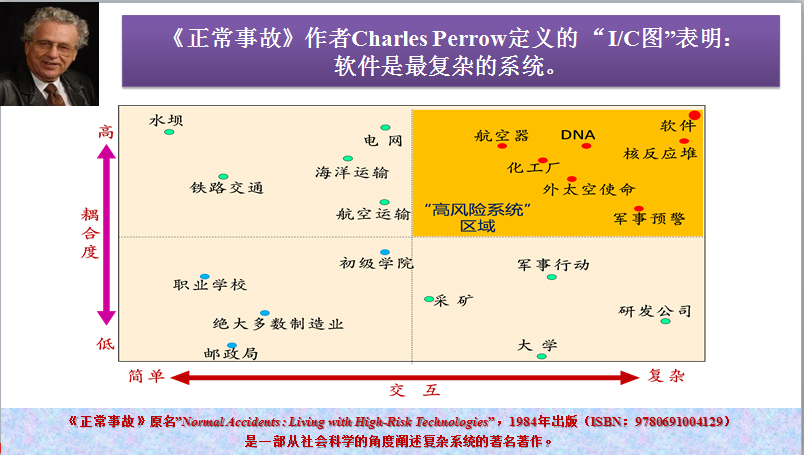 《正常事故》作者Charles Perrow定义的 “I/C图”表明：
软件是最复杂的系统。
高
耦合度
低
水坝
电 网
铁路交通
海洋运输
航空运输
航空器
DNA
软件
核反应堆
化工厂
外太空使命
“高风险系统”
区域
军事预警
初级学院
职业学校
绝大多数制造业
邮政局
军事行动
采 矿
研发公司
大 学
简单
复杂
交 互
《正常事故》原名”Normal Accidents : Living with High-Risk Technologies”，1984年出版（ISBN：9780691004129）
是一部从社会科学的角度阐述复杂系统的著名著作。